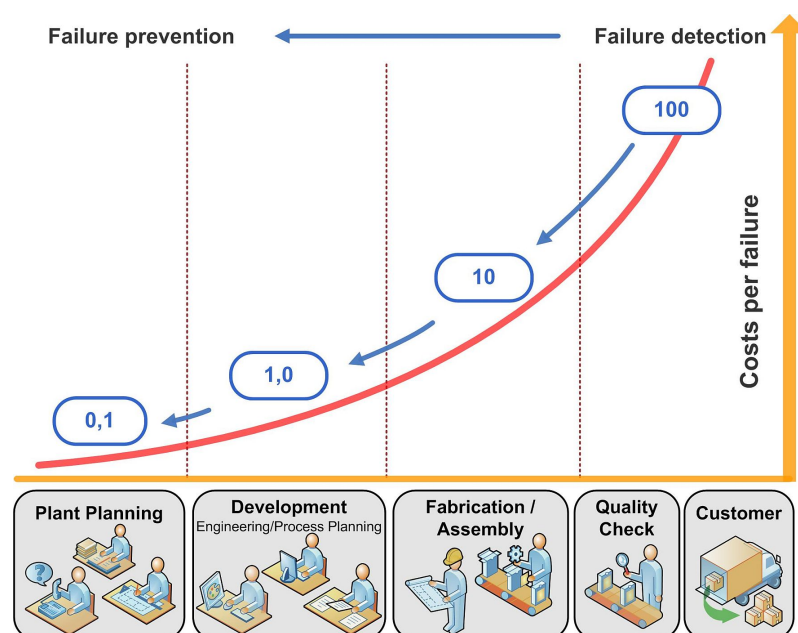 Failure prevention
Failure detection
100
10
1,0
0,1
Costs per failure
Plant Planning
Development
Engineering/Process Planning
Fabrication /
Assembly
Quality
Check
Customer
?